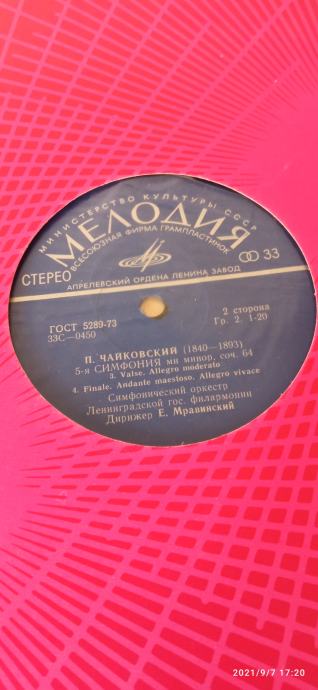 МИНИСТЕРСТВО КУЛЬТУРЫ СССР
МЕЛОДИЯ
ВСЕСОЮЗНАЯ ФИРМА ГРАМПЛАСТИНОК
СТЕРЕО
33
АПРЕЛЕВСКИЙ ОРДЕНА ЛЕНИНА ЗАВОД
ГОСТ 5289-73
33С—0450
2 сторона
Гр. 2. 1-20
П. ЧАЙКОВСКИЙ (1840—1893)
5-я СИМФОНИЯ ми минор, соч. 64
3. Valse. Allegro moderato
4. Finale. Andante maestoso. Allegro vivace
Симфонический оркестр
Ленинградской гос. филармонии
Дирижер Е. Мравинский
2021/9/7 17:20